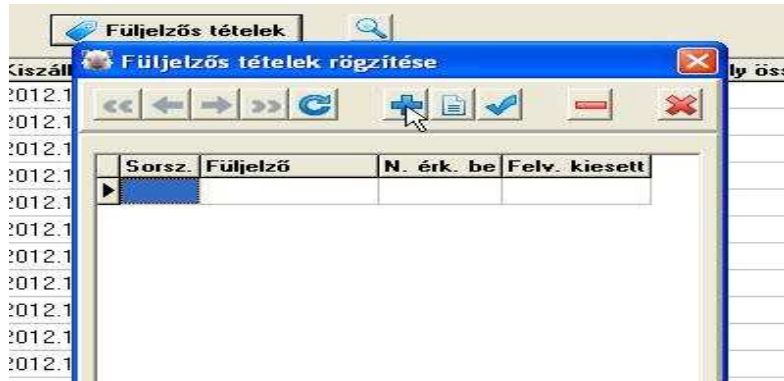 Füljelzős tételek
Füljelzős tételek rögzítése
Kiszáll
ly öss
2012.1
2012.1
2012.1
Sorsz. Füljelző N. érk. be Felv. kiesett
2012.1
2012.1
2012.1
2012.1
2012.1
2012.1
2012.1
2012.1